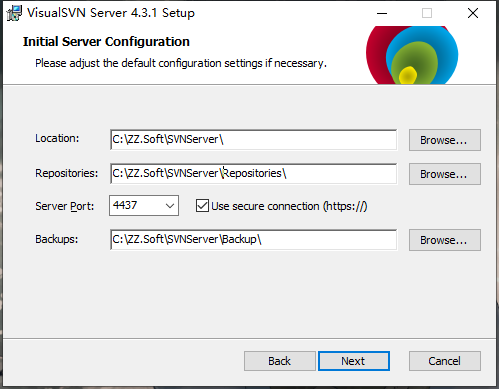 VisualSVN Server 4.3.1 Setup
Initial Server Configuration
Please adjust the default configuration settings if necessary.
Location: C:\ZZ.Soft\SVNServer\ Browse...
Repositories: C:\ZZ.Soft\SVNServer\Repositories\ Browse...
Server Port: 4437 Use secure connection (https://)
Backups: C:\ZZ.Soft\SVNServer\Backup\ Browse...
Back Next Cancel